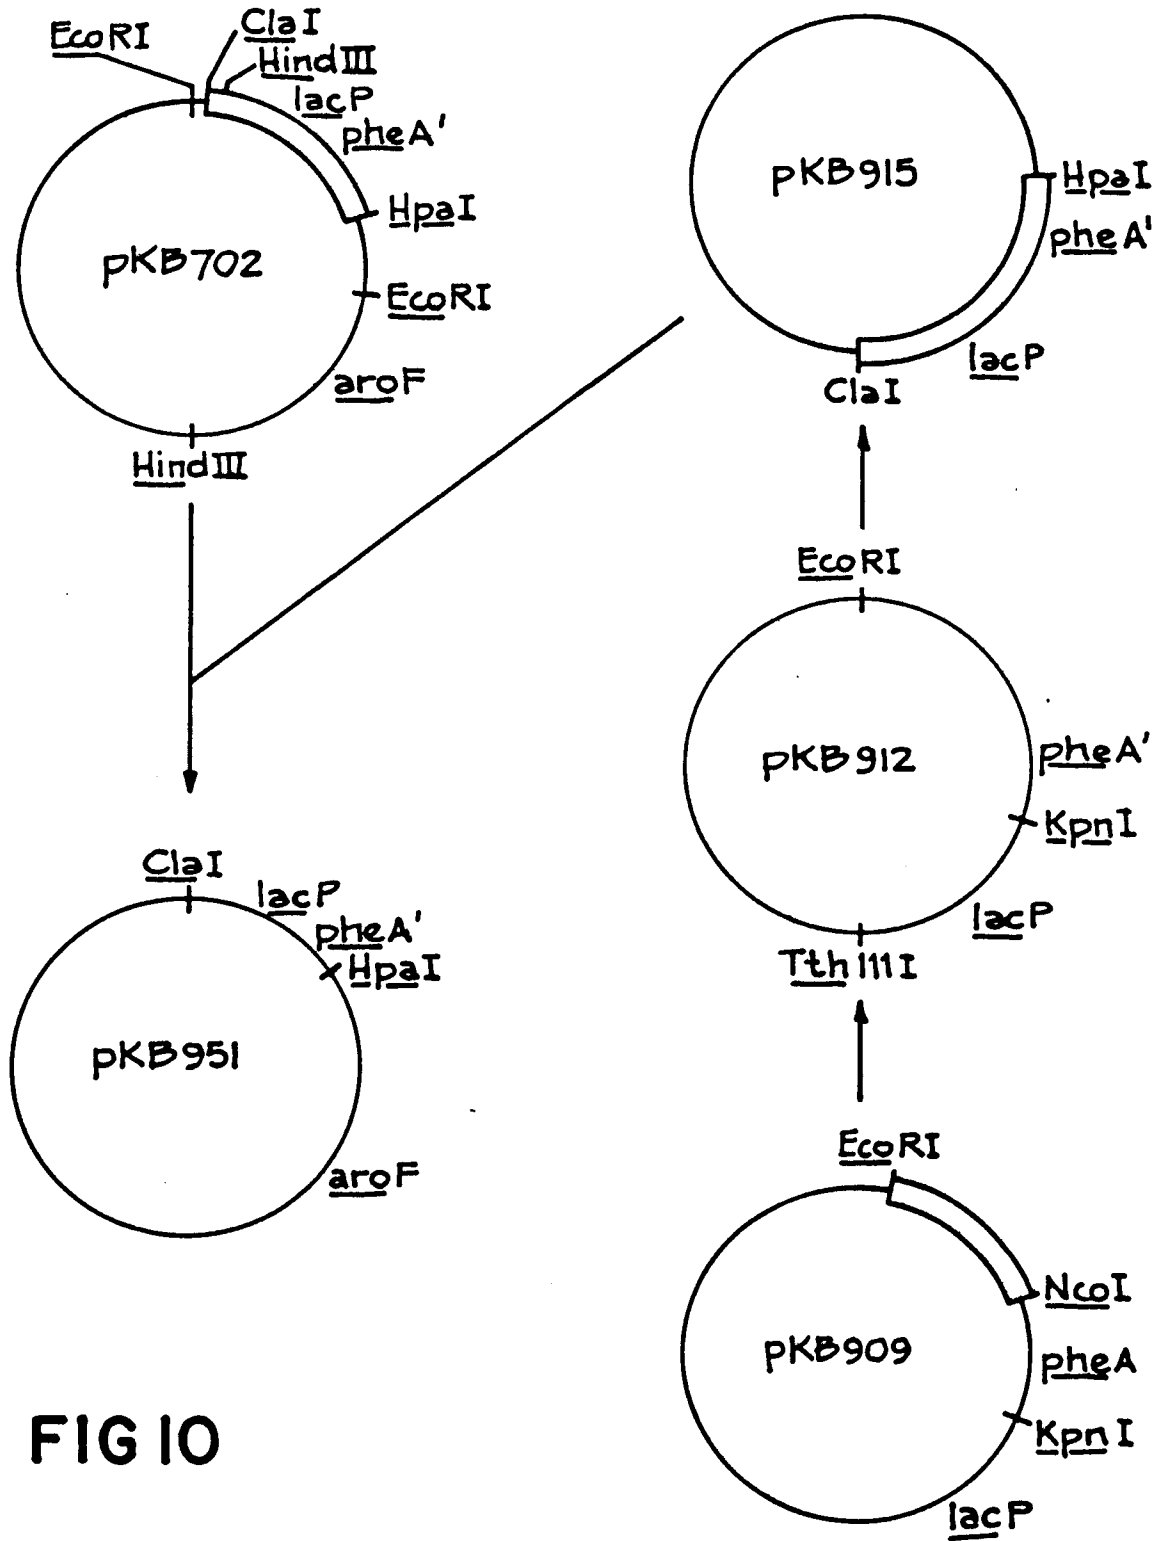 EcoRI
ClaI
HindIII
lacP
pheA'
HpaI
pKB702
EcoRI
aroF
HindIII
pKB915
HpaI
pheA'
lacP
ClaI
EcoRI
pKB912
pheA'
KpnI
lacP
Tth111I
ClaI
lacP
pheA'
HpaI
pKB951
aroF
EcoRI
NcoI
pKB909
pheA
KpnI
lacP
FIG 10